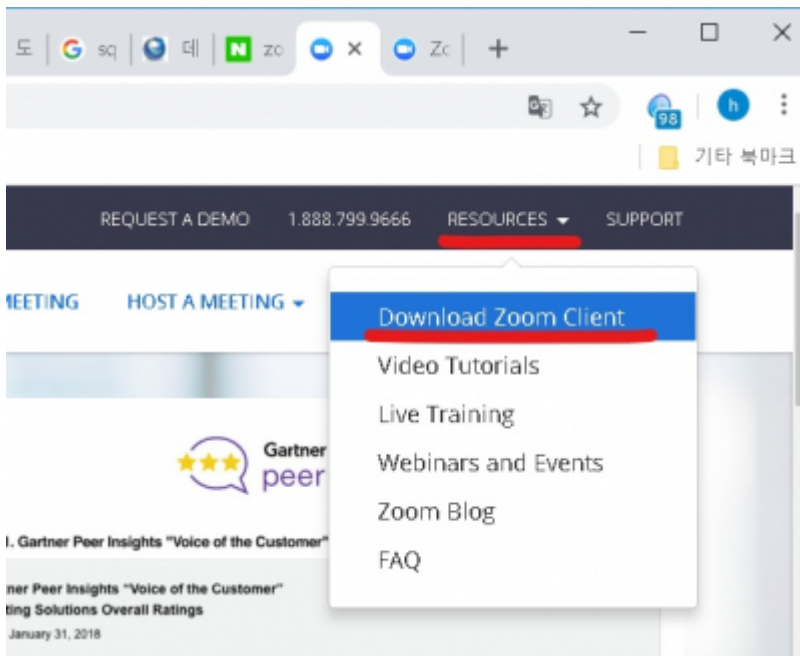 도 G sq 데 N zo Zc
98 h
기타 북마크
REQUEST A DEMO 1.888.799.9666 RESOURCES SUPPORT
MEETING HOST A MEETING
Download Zoom Client
Video Tutorials
Live Training
Webinars and Events
Zoom Blog
FAQ
Gartner
peer
. Gartner Peer Insights "Voice of the Customer"
ner Peer Insights "Voice of the Customer"
ting Solutions Overall Ratings
January 31, 2018